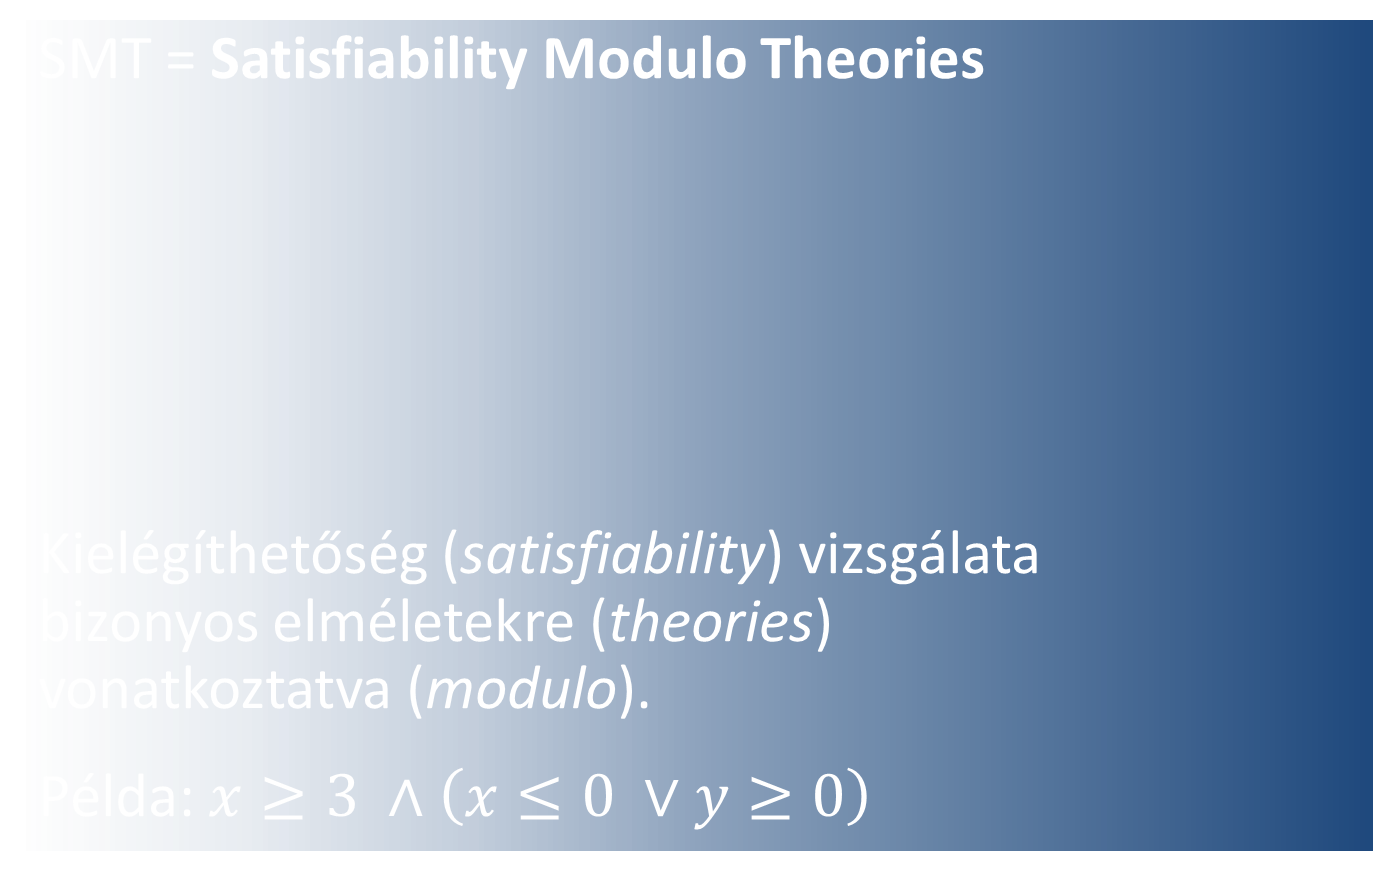 SMT = Satisfiability Modulo Theories
Kielégíthetőség (satisfiability) vizsgálata
bizonyos elméletekre (theories)
vonatkoztatva (modulo).
Példa: x ≥ 3 ∧ (x ≤ 0 ∨ y ≥ 0)